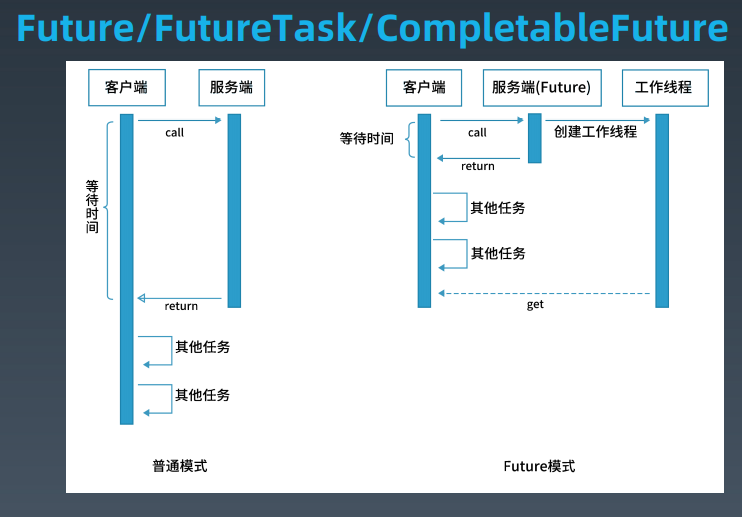 Future/FutureTask/CompletableFuture
客户端
服务端
call
等待时间
return
其他任务
其他任务
普通模式
客户端
服务端(Future)
工作线程
等待时间
call
创建工作线程
return
其他任务
其他任务
get
Future模式